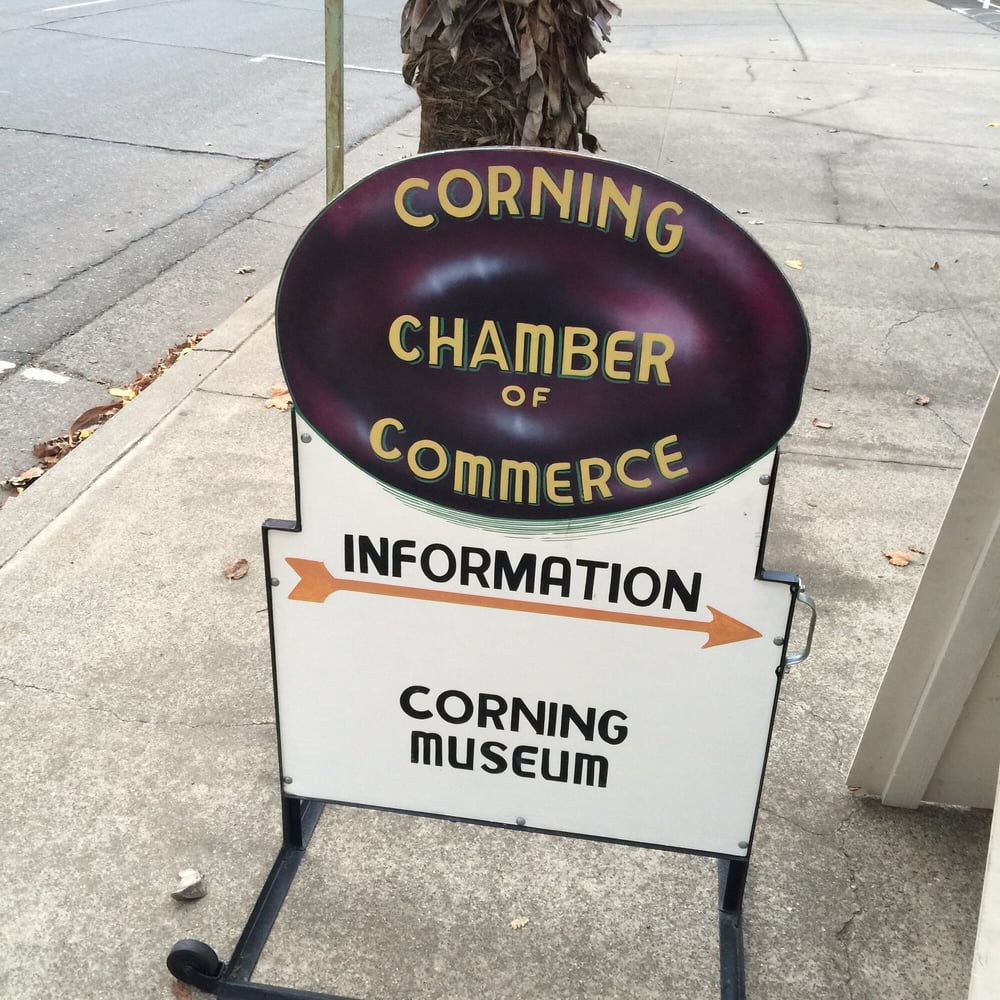 CORNING
CHAMBER
OF
COMMERCE
INFORMATION
CORNING
MUSEUM